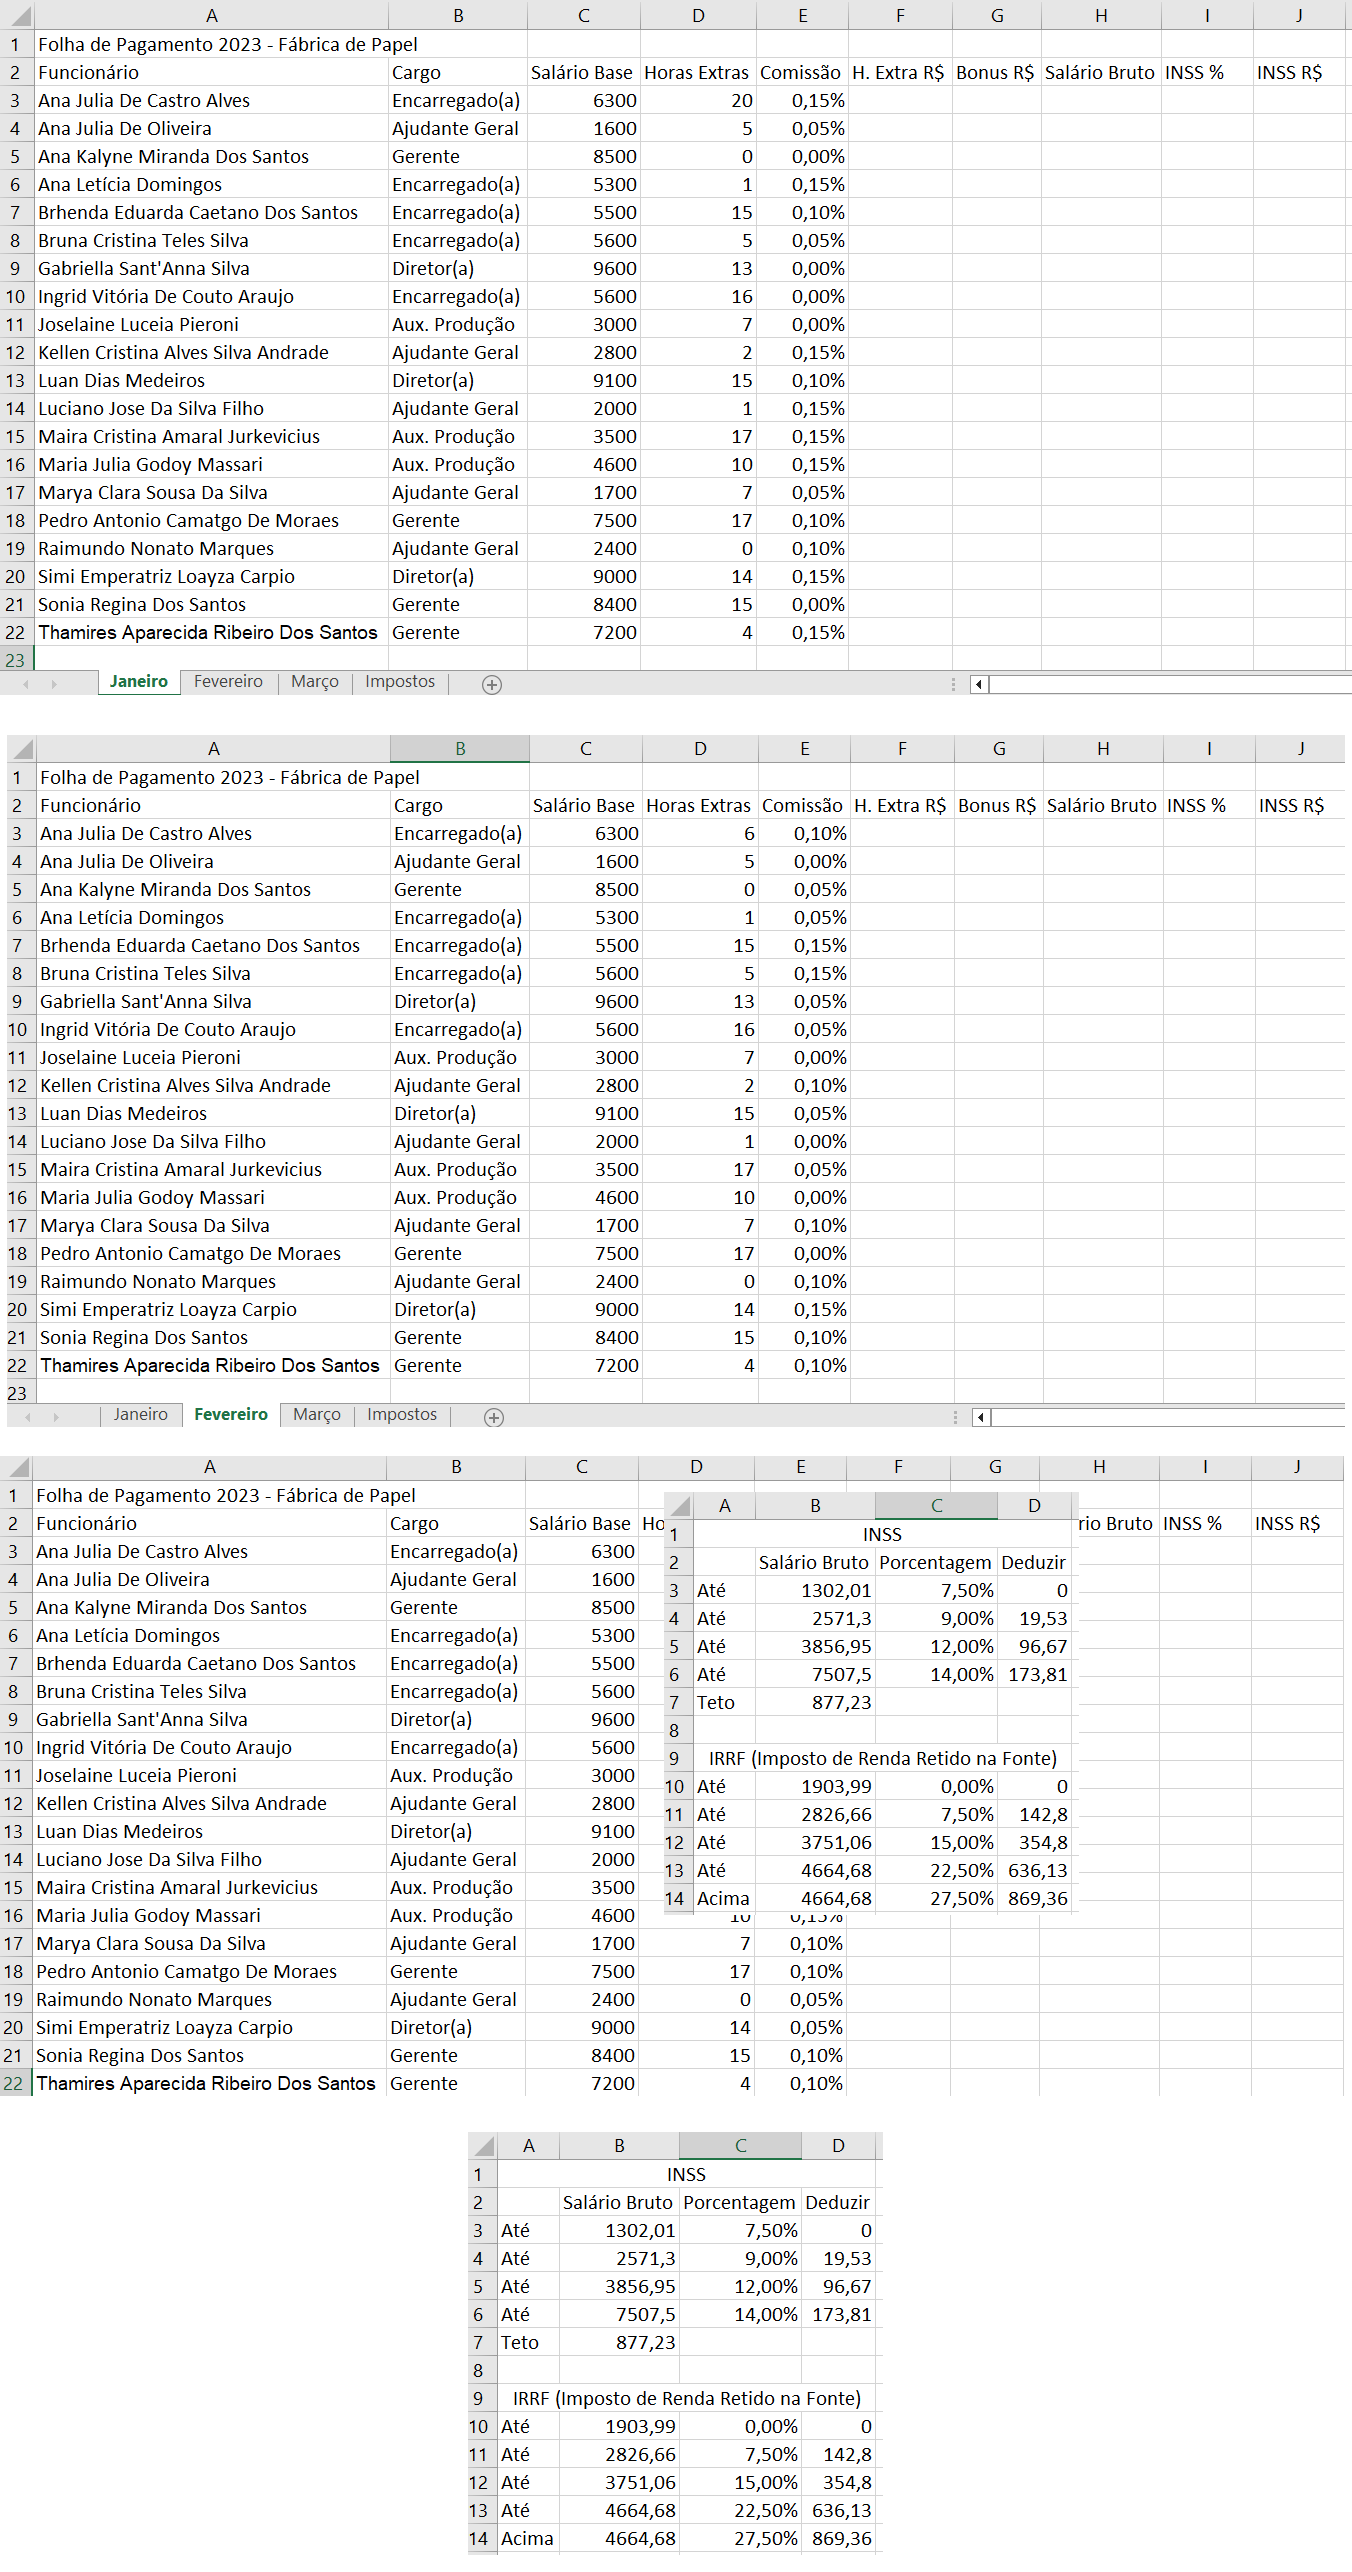 A B C D E F G H I J
1 Folha de Pagamento 2023 - Fábrica de Papel
2 Funcionário Cargo Salário Base Horas Extras Comissão H. Extra R$ Bonus R$ Salário Bruto INSS % INSS R$
3 Ana Julia De Castro Alves Encarregado(a) 6300 20 0,15%
4 Ana Julia De Oliveira Ajudante Geral 1600 5 0,05%
5 Ana Kalyne Miranda Dos Santos Gerente 8500 0 0,00%
6 Ana Letícia Domingos Encarregado(a) 5300 1 0,15%
7 Brhenda Eduarda Caetano Dos Santos Encarregado(a) 5500 15 0,10%
8 Bruna Cristina Teles Silva Encarregado(a) 5600 5 0,05%
9 Gabriella Sant'Anna Silva Diretor(a) 9600 13 0,00%
10 Ingrid Vitória De Couto Araujo Encarregado(a) 5600 16 0,00%
11 Joselaine Luceia Pieroni Aux. Produção 3000 7 0,00%
12 Kellen Cristina Alves Silva Andrade Ajudante Geral 2800 2 0,15%
13 Luan Dias Medeiros Diretor(a) 9100 15 0,10%
14 Luciano Jose Da Silva Filho Ajudante Geral 2000 1 0,15%
15 Maira Cristina Amaral Jurkevicius Aux. Produção 3500 17 0,15%
16 Maria Julia Godoy Massari Aux. Produção 4600 10 0,15%
17 Marya Clara Sousa Da Silva Ajudante Geral 1700 7 0,05%
18 Pedro Antonio Camatgo De Moraes Gerente 7500 17 0,10%
19 Raimundo Nonato Marques Ajudante Geral 2400 0 0,10%
20 Simi Emperatriz Loayza Carpio Diretor(a) 9000 14 0,15%
21 Sonia Regina Dos Santos Gerente 8400 15 0,00%
22 Thamires Aparecida Ribeiro Dos Santos Gerente 7200 4 0,15%
23
Janeiro Fevereiro Março Impostos
A B C D E F G H I J
1 Folha de Pagamento 2023 - Fábrica de Papel
2 Funcionário Cargo Salário Base Horas Extras Comissão H. Extra R$ Bonus R$ Salário Bruto INSS % INSS R$
3 Ana Julia De Castro Alves Encarregado(a) 6300 6 0,10%
4 Ana Julia De Oliveira Ajudante Geral 1600 5 0,00%
5 Ana Kalyne Miranda Dos Santos Gerente 8500 0 0,05%
6 Ana Letícia Domingos Encarregado(a) 5300 1 0,05%
7 Brhenda Eduarda Caetano Dos Santos Encarregado(a) 5500 15 0,15%
8 Bruna Cristina Teles Silva Encarregado(a) 5600 5 0,15%
9 Gabriella Sant'Anna Silva Diretor(a) 9600 13 0,05%
10 Ingrid Vitória De Couto Araujo Encarregado(a) 5600 16 0,05%
11 Joselaine Luceia Pieroni Aux. Produção 3000 7 0,00%
12 Kellen Cristina Alves Silva Andrade Ajudante Geral 2800 2 0,10%
13 Luan Dias Medeiros Diretor(a) 9100 15 0,05%
14 Luciano Jose Da Silva Filho Ajudante Geral 2000 1 0,00%
15 Maira Cristina Amaral Jurkevicius Aux. Produção 3500 17 0,05%
16 Maria Julia Godoy Massari Aux. Produção 4600 10 0,00%
17 Marya Clara Sousa Da Silva Ajudante Geral 1700 7 0,10%
18 Pedro Antonio Camatgo De Moraes Gerente 7500 17 0,00%
19 Raimundo Nonato Marques Ajudante Geral 2400 0 0,10%
20 Simi Emperatriz Loayza Carpio Diretor(a) 9000 14 0,15%
21 Sonia Regina Dos Santos Gerente 8400 15 0,10%
22 Thamires Aparecida Ribeiro Dos Santos Gerente 7200 4 0,10%
23
Janeiro Fevereiro Março Impostos
A B C D E F G H I J
1 Folha de Pagamento 2023 - Fábrica de Papel
2 Funcionário Cargo Salário Base Ho rio Bruto INSS % INSS R$
3 Ana Julia De Castro Alves Encarregado(a) 6300
4 Ana Julia De Oliveira Ajudante Geral 1600
5 Ana Kalyne Miranda Dos Santos Gerente 8500
6 Ana Letícia Domingos Encarregado(a) 5300
7 Brhenda Eduarda Caetano Dos Santos Encarregado(a) 5500
8 Bruna Cristina Teles Silva Encarregado(a) 5600
9 Gabriella Sant'Anna Silva Diretor(a) 9600
10 Ingrid Vitória De Couto Araujo Encarregado(a) 5600
11 Joselaine Luceia Pieroni Aux. Produção 3000
12 Kellen Cristina Alves Silva Andrade Ajudante Geral 2800
13 Luan Dias Medeiros Diretor(a) 9100
14 Luciano Jose Da Silva Filho Ajudante Geral 2000
15 Maira Cristina Amaral Jurkevicius Aux. Produção 3500
16 Maria Julia Godoy Massari Aux. Produção 4600 10 0,15%
17 Marya Clara Sousa Da Silva Ajudante Geral 1700 7 0,10%
18 Pedro Antonio Camatgo De Moraes Gerente 7500 17 0,10%
19 Raimundo Nonato Marques Ajudante Geral 2400 0 0,05%
20 Simi Emperatriz Loayza Carpio Diretor(a) 9000 14 0,05%
21 Sonia Regina Dos Santos Gerente 8400 15 0,10%
22 Thamires Aparecida Ribeiro Dos Santos Gerente 7200 4 0,10%
A B C D
1 INSS
2 Salário Bruto Porcentagem Deduzir
3 Até 1302,01 7,50% 0
4 Até 2571,3 9,00% 19,53
5 Até 3856,95 12,00% 96,67
6 Até 7507,5 14,00% 173,81
7 Teto 877,23
8
9 IRRF (Imposto de Renda Retido na Fonte)
10 Até 1903,99 0,00% 0
11 Até 2826,66 7,50% 142,8
12 Até 3751,06 15,00% 354,8
13 Até 4664,68 22,50% 636,13
14 Acima 4664,68 27,50% 869,36
A B C D
1 INSS
2 Salário Bruto Porcentagem Deduzir
3 Até 1302,01 7,50% 0
4 Até 2571,3 9,00% 19,53
5 Até 3856,95 12,00% 96,67
6 Até 7507,5 14,00% 173,81
7 Teto 877,23
8
9 IRRF (Imposto de Renda Retido na Fonte)
10 Até 1903,99 0,00% 0
11 Até 2826,66 7,50% 142,8
12 Até 3751,06 15,00% 354,8
13 Até 4664,68 22,50% 636,13
14 Acima 4664,68 27,50% 869,36